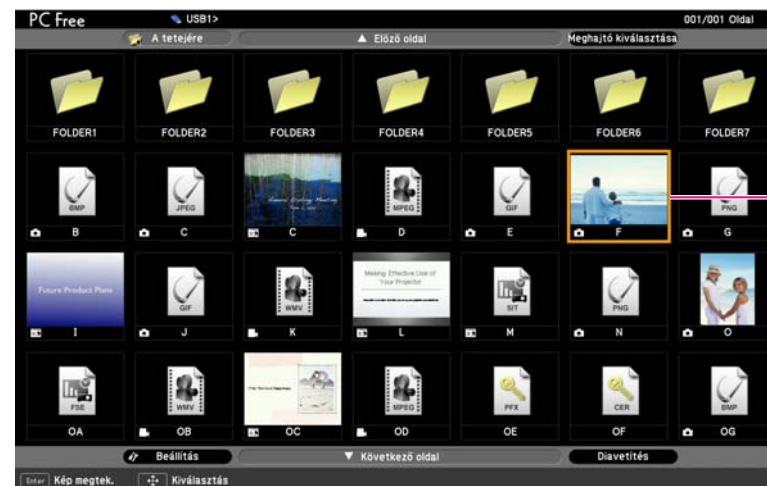 PC Free USB1> 001/001 Oldal
A tetejére Előző oldal Meghajtó kiválasztása
FOLDER1 FOLDER2 FOLDER3 FOLDER4 FOLDER5 FOLDER6 FOLDER7
BMP JPEG MPEG GIF PNG
B C C D E F G
Future Product Plans GIF WMV Making Effective Use of
Your Projector SIT PNG
I J K L M N O
FSE WMV MPEG PFX CER BMP
OA OB OC OD OE OF OG
Beállítás Következő oldal Diavetítés
Enter Kép megtek. Kiválasztás